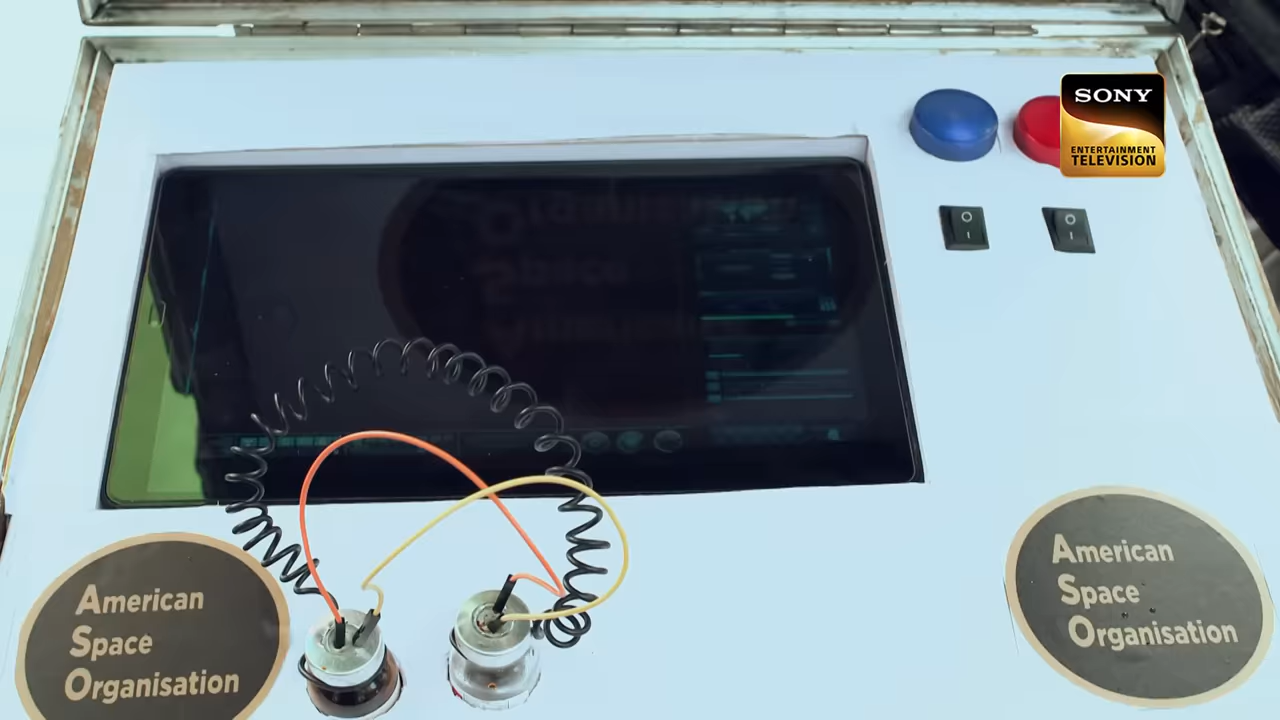 SONY
ENTERTAINMENT
TELEVISION
American
Space
Organisation
American
Space
Organisation